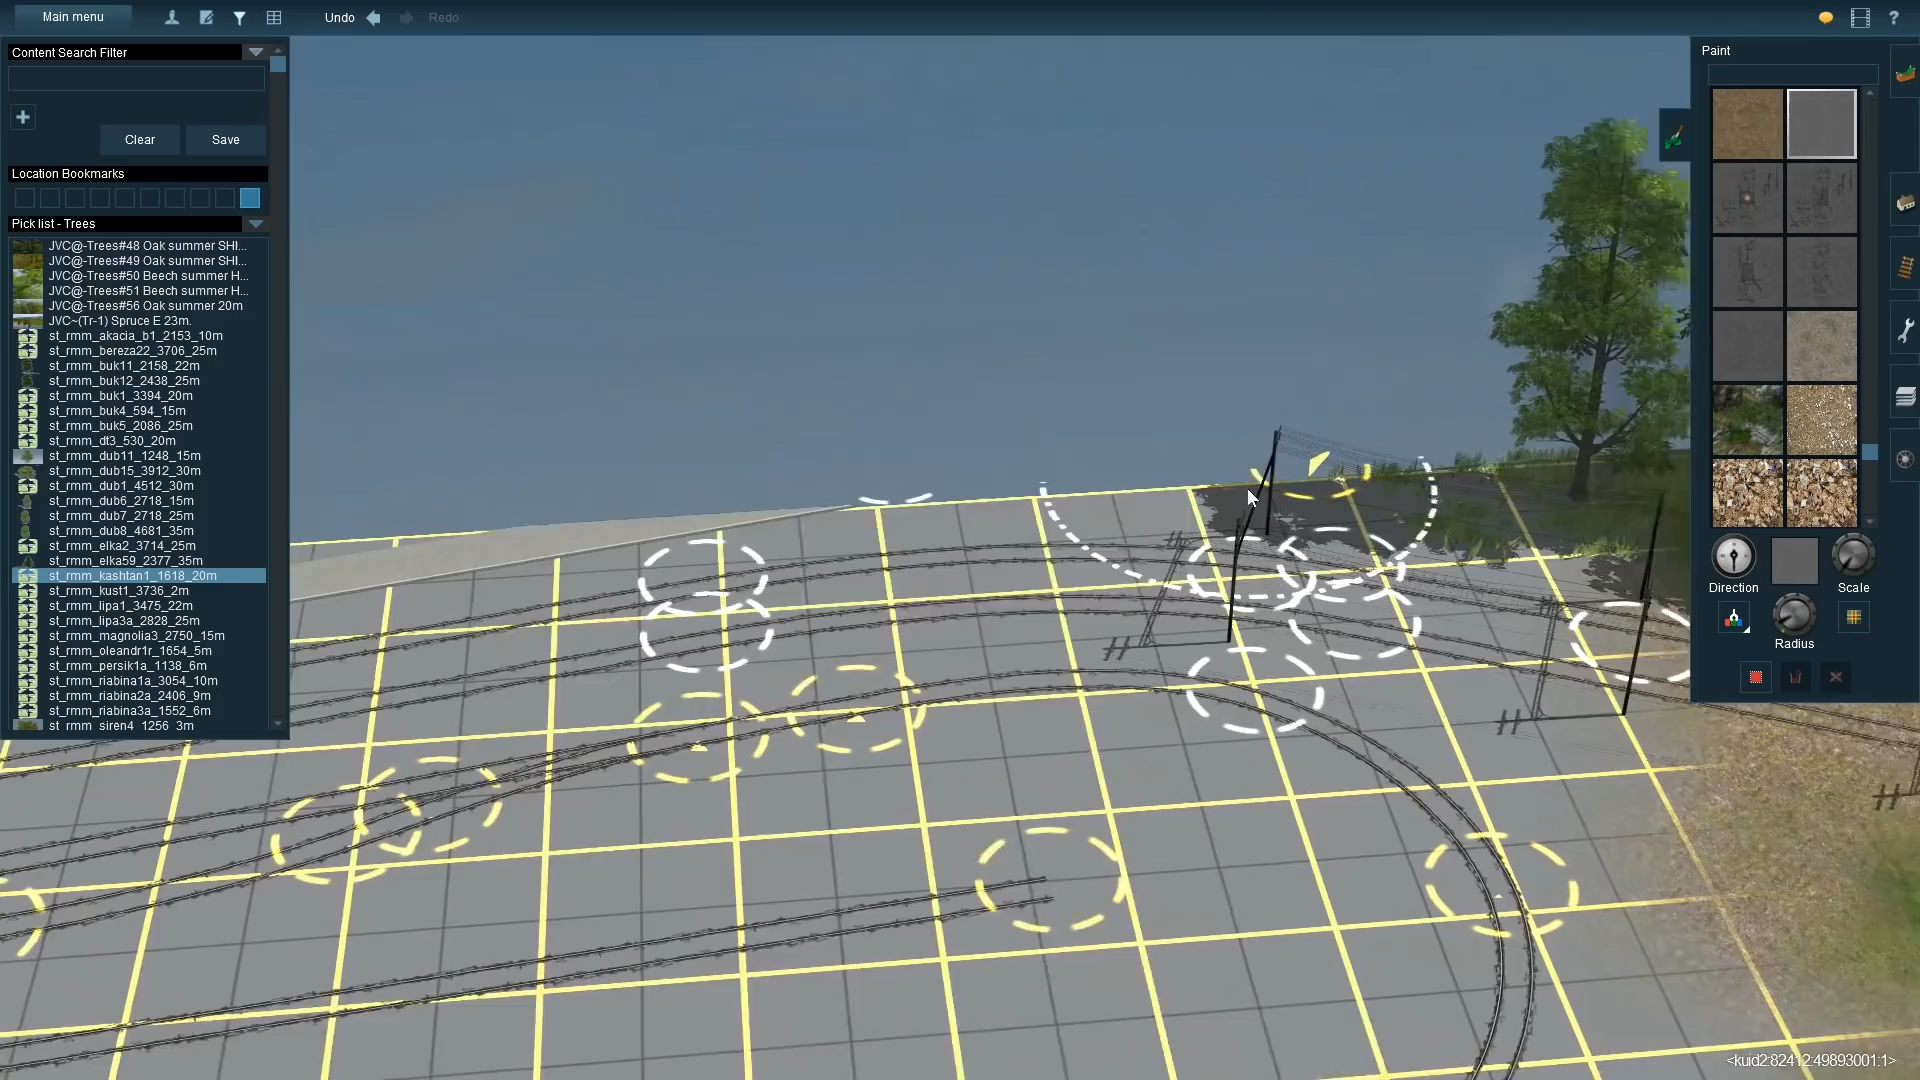 Main menu
Undo
Redo
?
Content Search Filter
Clear
Save
Location Bookmarks
Pick list - Trees
JVC@-Trees#48 Oak summer SHI...
JVC@-Trees#49 Oak summer SHI...
JVC@-Trees#50 Beech summer H...
JVC@-Trees#51 Beech summer H...
JVC@-Trees#56 Oak summer 20m
JVC~(Tr-1) Spruce E 23m.
st_rmm_akacia_b1_2153_10m
st_rmm_bereza22_3706_25m
st_rmm_buk11_2158_22m
st_rmm_buk12_2438_25m
st_rmm_buk1_3394_20m
st_rmm_buk4_594_15m
st_rmm_buk5_2086_25m
st_rmm_dt3_530_20m
st_rmm_dub11_1248_15m
st_rmm_dub15_3912_30m
st_rmm_dub1_4512_30m
st_rmm_dub6_2718_15m
st_rmm_dub7_2718_25m
st_rmm_dub8_4681_35m
st_rmm_elka2_3714_25m
st_rmm_elka59_2377_35m
st_rmm_kashtan1_1618_20m
st_rmm_kust1_3736_2m
st_rmm_lipa1_3475_22m
st_rmm_lipa3a_2828_25m
st_rmm_magnolia3_2750_15m
st_rmm_oleandr1r_1654_5m
st_rmm_persik1a_1138_6m
st_rmm_riabina1a_3054_10m
st_rmm_riabina2a_2406_9m
st_rmm_riabina3a_1552_6m
st_rmm_siren4_1256_3m
Paint
Direction
Scale
Radius
<kuid2:82412:49893001:1>